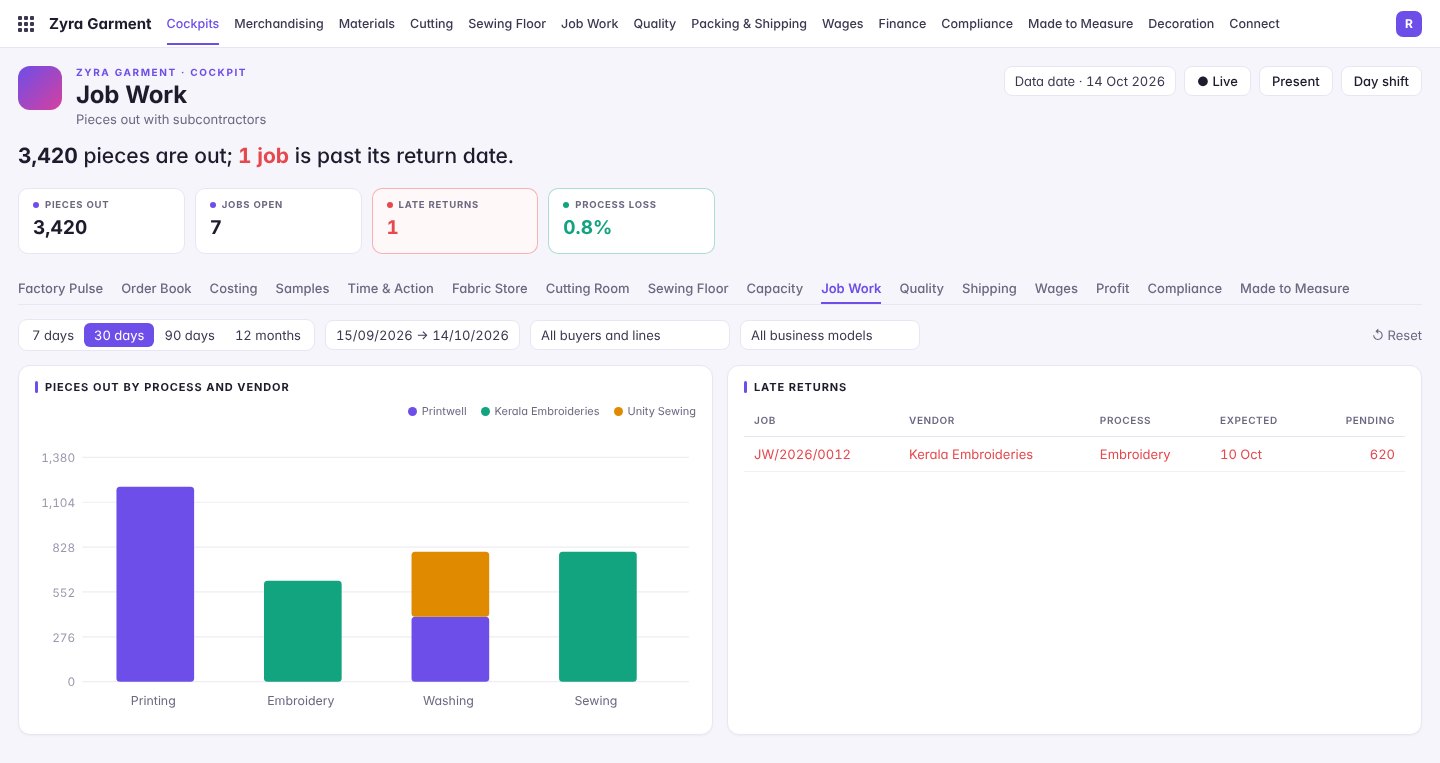 Zyra Garment Cockpits Merchandising Materials Cutting Sewing Floor Job Work Quality Packing & Shipping Wages Finance Compliance Made to Measure Decoration Connect R
ZYRA GARMENT · COCKPIT
Job Work
Pieces out with subcontractors
Data date · 14 Oct 2026 Live Present Day shift
3,420 pieces are out; 1 job is past its return date.
PIECES OUT
3,420
JOBS OPEN
7
LATE RETURNS
1
PROCESS LOSS
0.8%
Factory Pulse Order Book Costing Samples Time & Action Fabric Store Cutting Room Sewing Floor Capacity Job Work Quality Shipping Wages Profit Compliance Made to Measure
7 days 30 days 90 days 12 months 15/09/2026 → 14/10/2026 All buyers and lines All business models ↺ Reset
PIECES OUT BY PROCESS AND VENDOR
Printwell Kerala Embroideries Unity Sewing
1,380
1,104
828
552
276
0
Printing Embroidery Washing Sewing
LATE RETURNS
JOB VENDOR PROCESS EXPECTED PENDING
JW/2026/0012 Kerala Embroideries Embroidery 10 Oct 620